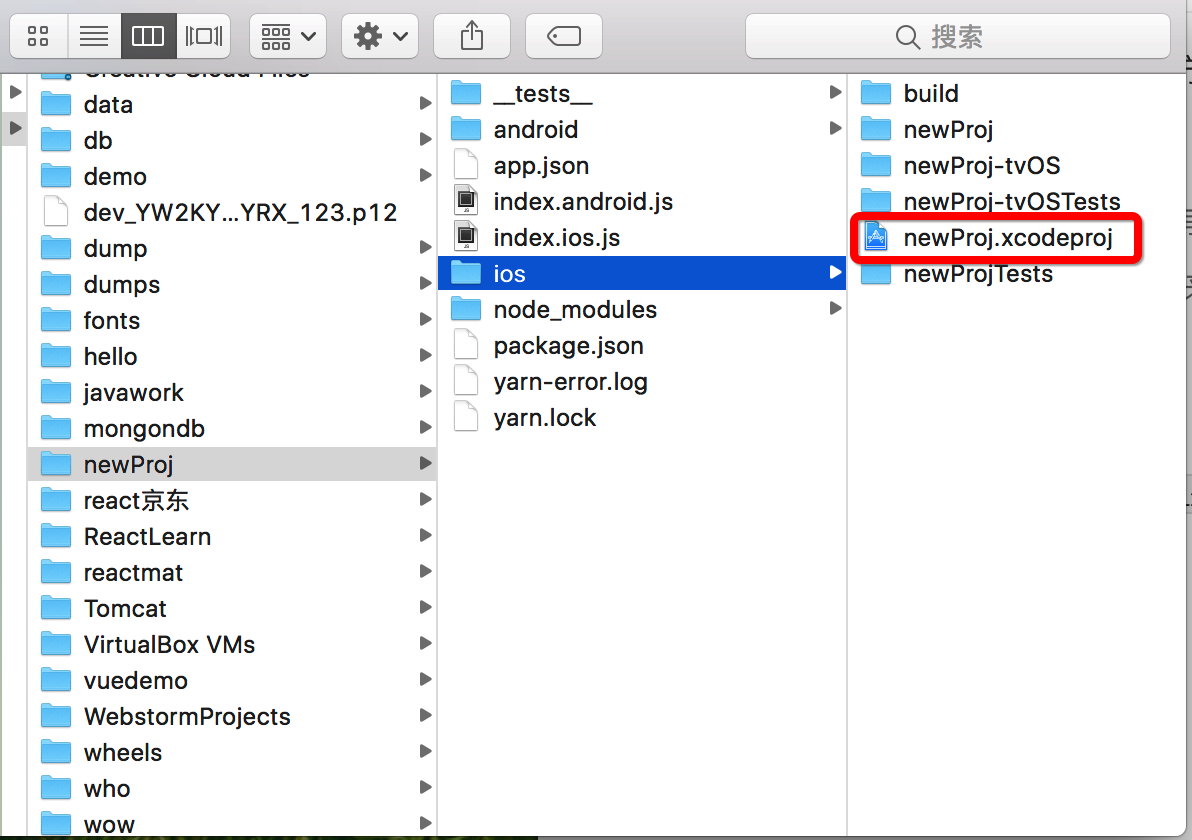 搜索
Creative Cloud Files
data
db
demo
dev_YW2KY...YRX_123.p12
dump
dumps
fonts
hello
javawork
mongondb
newProj
react京东
ReactLearn
reactmat
Tomcat
VirtualBox VMs
vuedemo
WebstormProjects
wheels
who
wow
__tests__
android
app.json
index.android.js
index.ios.js
ios
node_modules
package.json
yarn-error.log
yarn.lock
build
newProj
newProj-tvOS
newProj-tvOSTests
newProj.xcodeproj
newProjTests